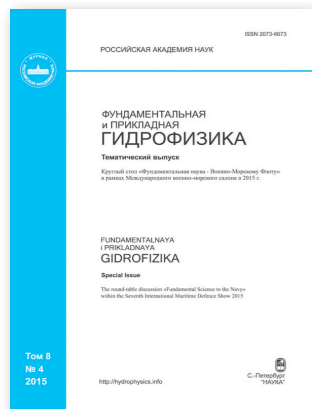 ISSN 2073-6673
РОССИЙСКАЯ АКАДЕМИЯ НАУК
ФУНДАМЕНТАЛЬНАЯ
и ПРИКЛАДНАЯ
ГИДРОФИЗИКА
Тематический выпуск
Круглый стол «Фундаментальная наука - Военно-Морскому Флоту»
в рамках Международного военно-морского салона в 2015 г.
FUNDAMENTALNAYA
i PRIKLADNAYA
GIDROFIZIKA
Special Issue
The round-table discussion «Fundamental Science to the Navy»
within the Seventh International Maritime Defence Show 2015
Том 8
№ 4
2015
http://hydrophysics.info
С.-Петербург
"НАУКА"